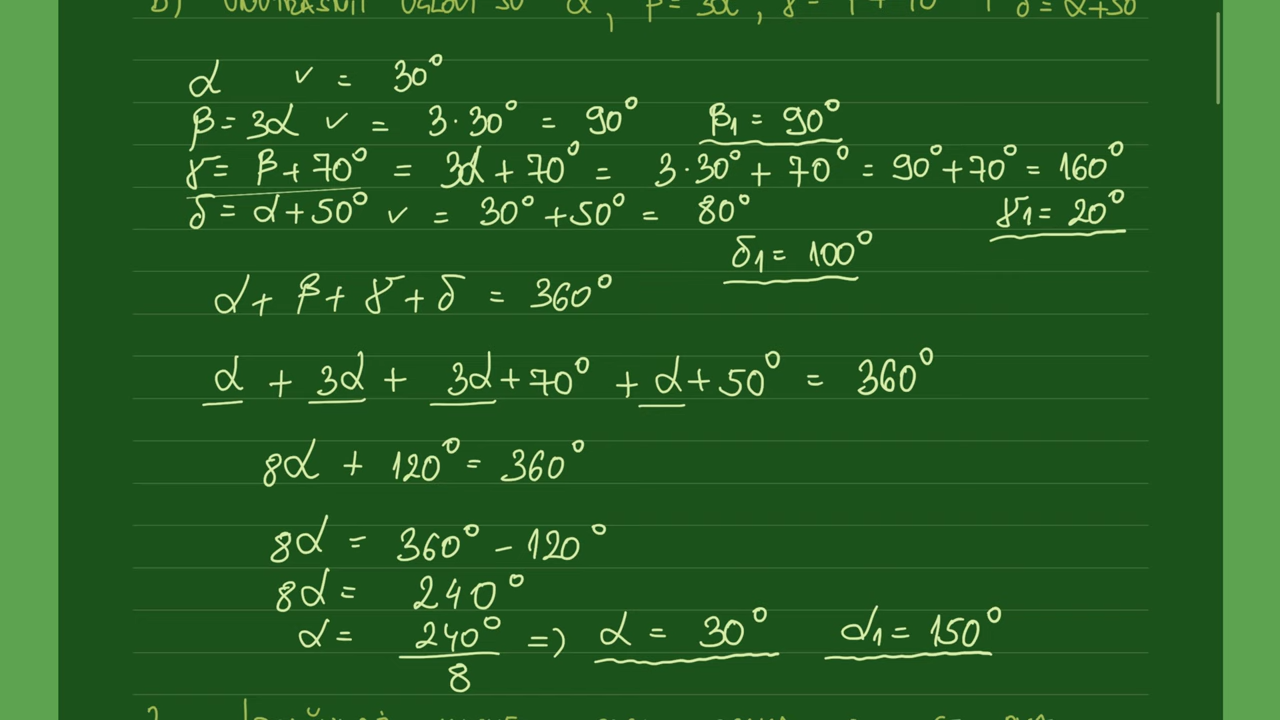 α, β = 3α, γ = δ = α+50
α ✓ = 30°
β = 3α ✓ = 3·30° = 90° β₁ = 90°
γ = β + 70° = 3α + 70° = 3·30° + 70° = 90° + 70° = 160°
δ = α + 50° ✓ = 30° + 50° = 80° γ₁ = 20°
δ₁ = 100°
α + β + γ + δ = 360°
α + 3α + 3α + 70° + α + 50° = 360°
8α + 120° = 360°
8α = 360° - 120°
8α = 240°
α = 240°/8 => α = 30° α₁ = 150°